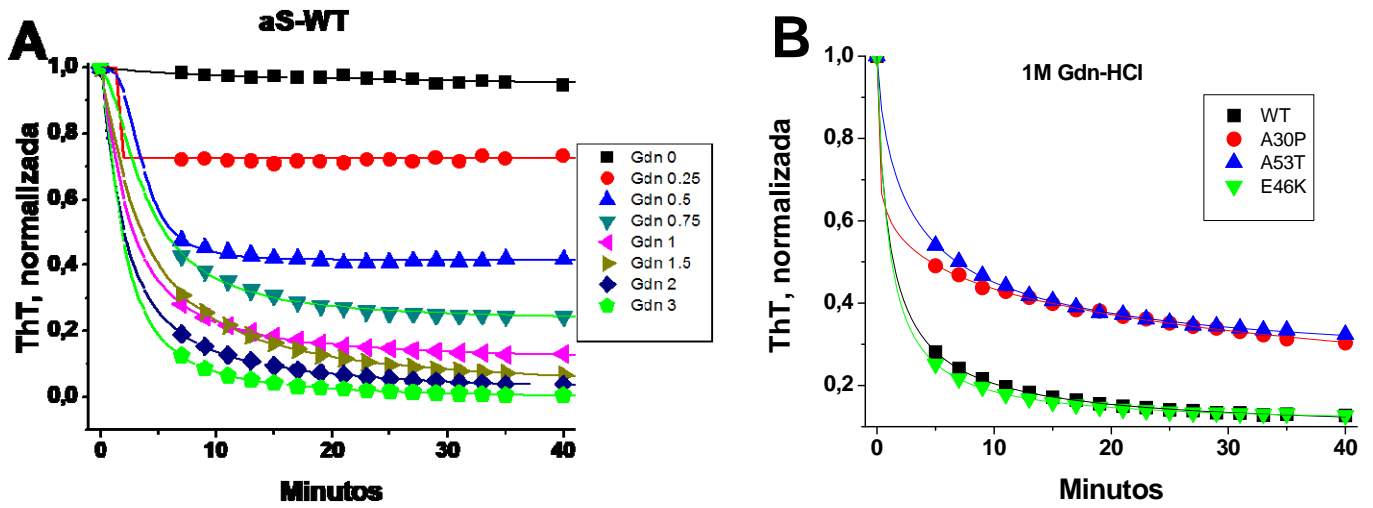 A
aS-WT
ThT, normalizada
1,0
0,8
0,6
0,4
0,2
0,0
0
10
20
30
40
Minutos
Gdn 0
Gdn 0.25
Gdn 0.5
Gdn 0.75
Gdn 1
Gdn 1.5
Gdn 2
Gdn 3
B
1M Gdn-HCl
ThT, normalizada
1,0
0,8
0,6
0,4
0,2
0
10
20
30
40
Minutos
WT
A30P
A53T
E46K